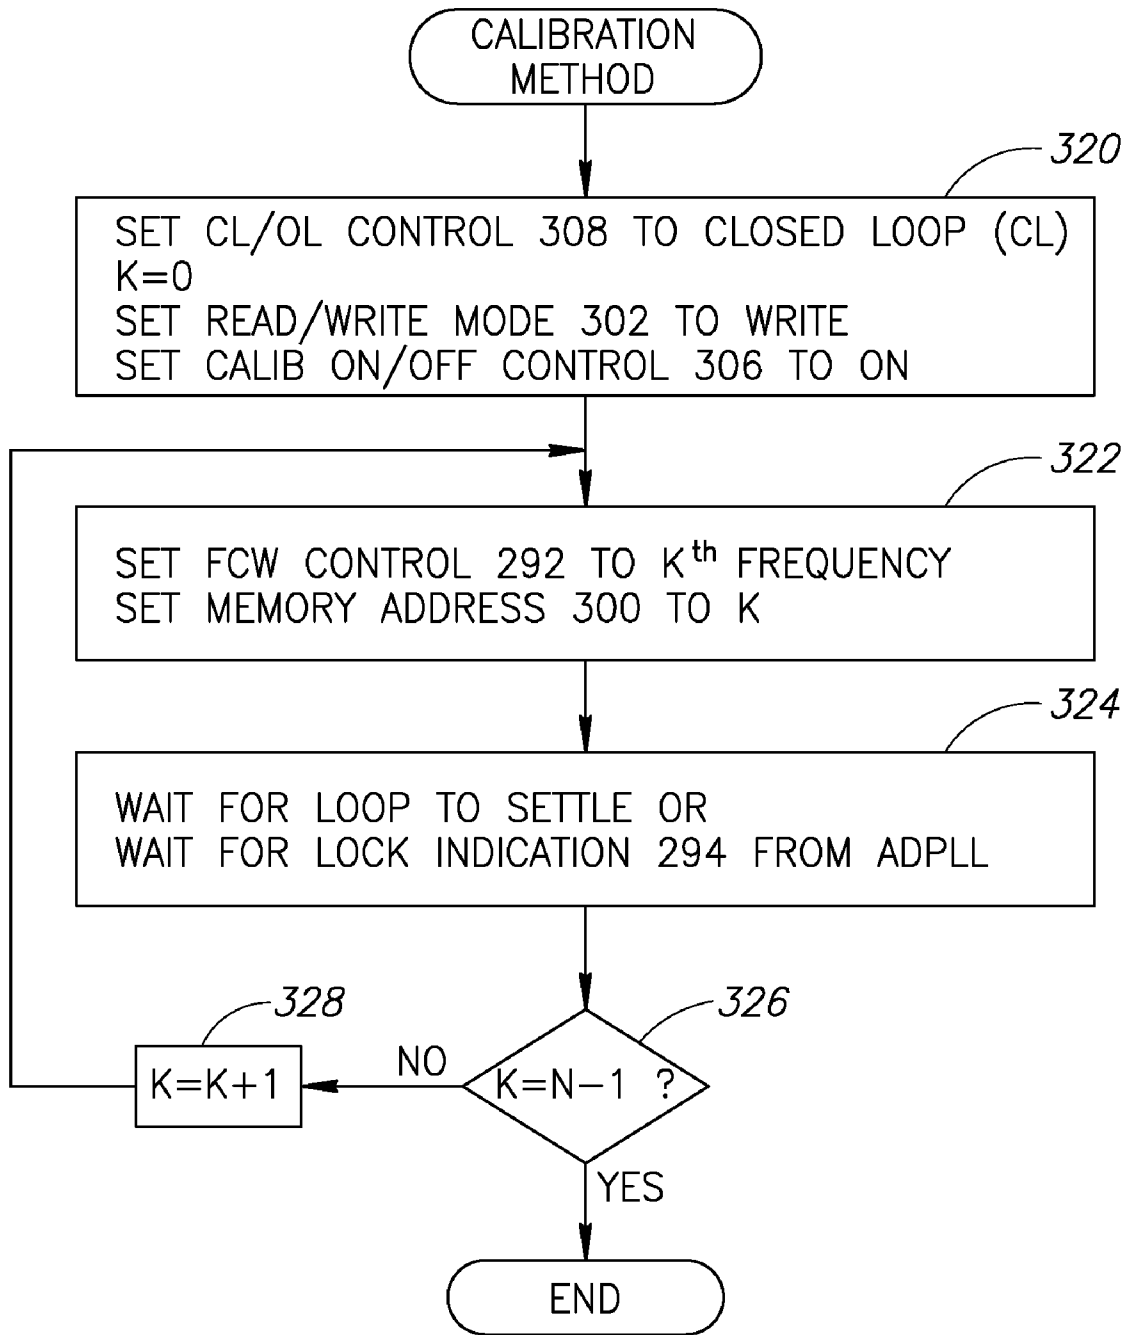 CALIBRATION
METHOD
320
SET CL/OL CONTROL 308 TO CLOSED LOOP (CL)
K=0
SET READ/WRITE MODE 302 TO WRITE
SET CALIB ON/OFF CONTROL 306 TO ON
322
SET FCW CONTROL 292 TO Kth FREQUENCY
SET MEMORY ADDRESS 300 TO K
324
WAIT FOR LOOP TO SETTLE OR
WAIT FOR LOCK INDICATION 294 FROM ADPLL
328
326
K=K+1
NO
K=N-1 ?
YES
END